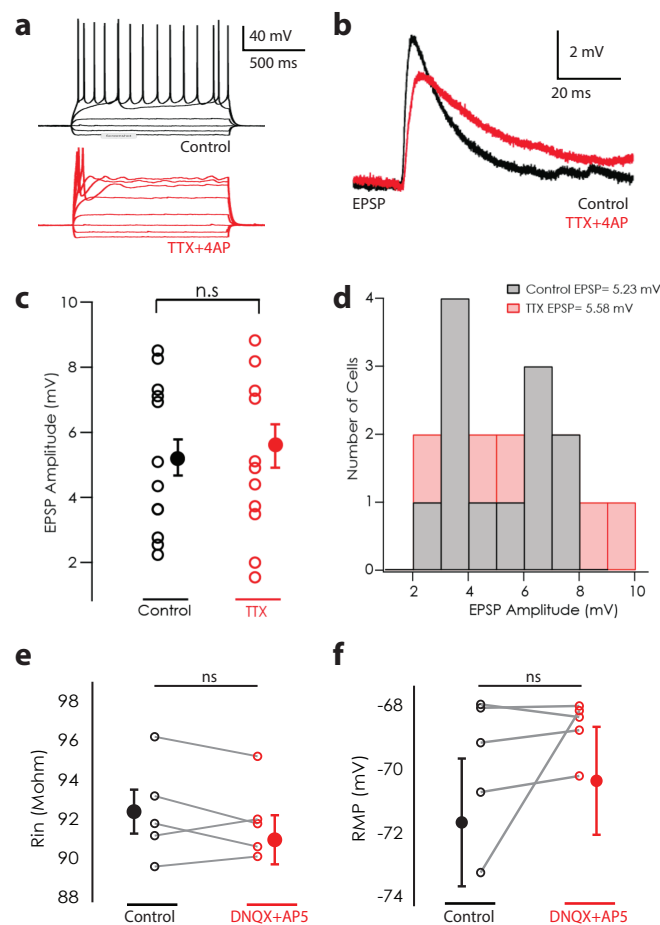 a
40 mV
500 ms
Control
TTX+4AP
b
2 mV
20 ms
EPSP
Control
TTX+4AP
c
n.s
10
8
6
4
2
EPSP Amplitude (mV)
Control
TTX
d
Control EPSP= 5.23 mV
TTX EPSP= 5.58 mV
4
3
2
1
0
Number of Cells
2 4 6 8 10
EPSP Amplitude (mV)
e
ns
98
96
94
92
90
88
Rin (Mohm)
Control
DNQX+AP5
f
ns
-68
-70
-72
-74
RMP (mV)
Control
DNQX+AP5